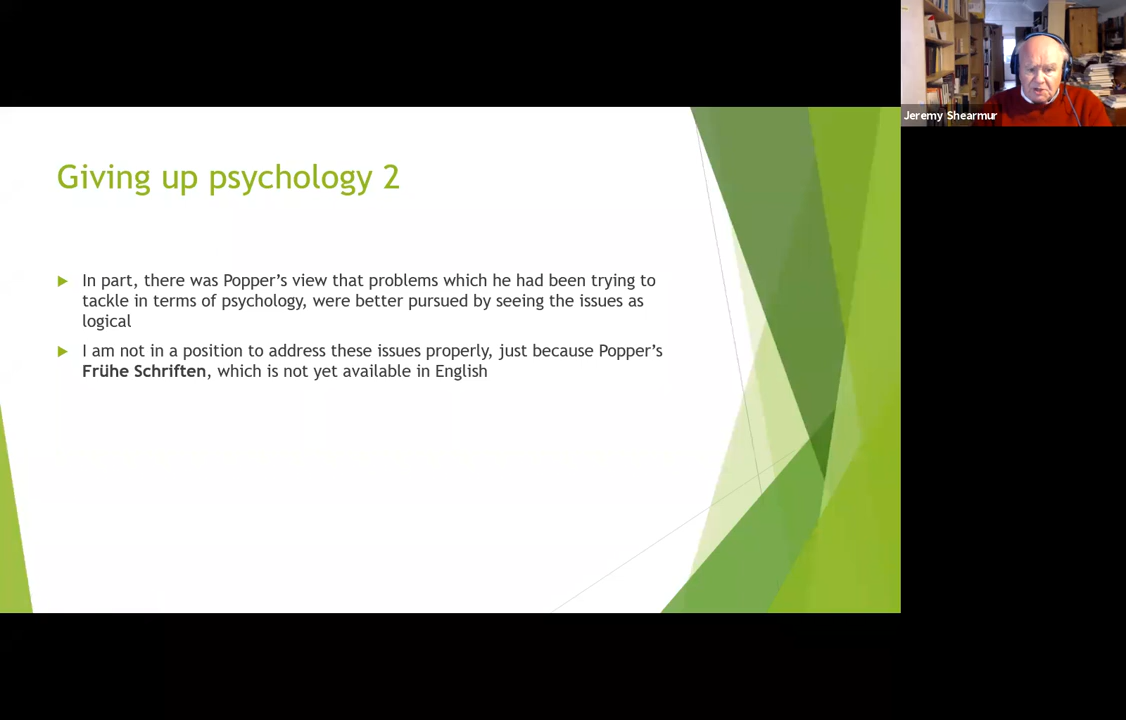 Jeremy Shearmur
Giving up psychology 2
In part, there was Popper’s view that problems which he had been trying to
tackle in terms of psychology, were better pursued by seeing the issues as
logical
I am not in a position to address these issues properly, just because Popper’s
Frühe Schriften, which is not yet available in English